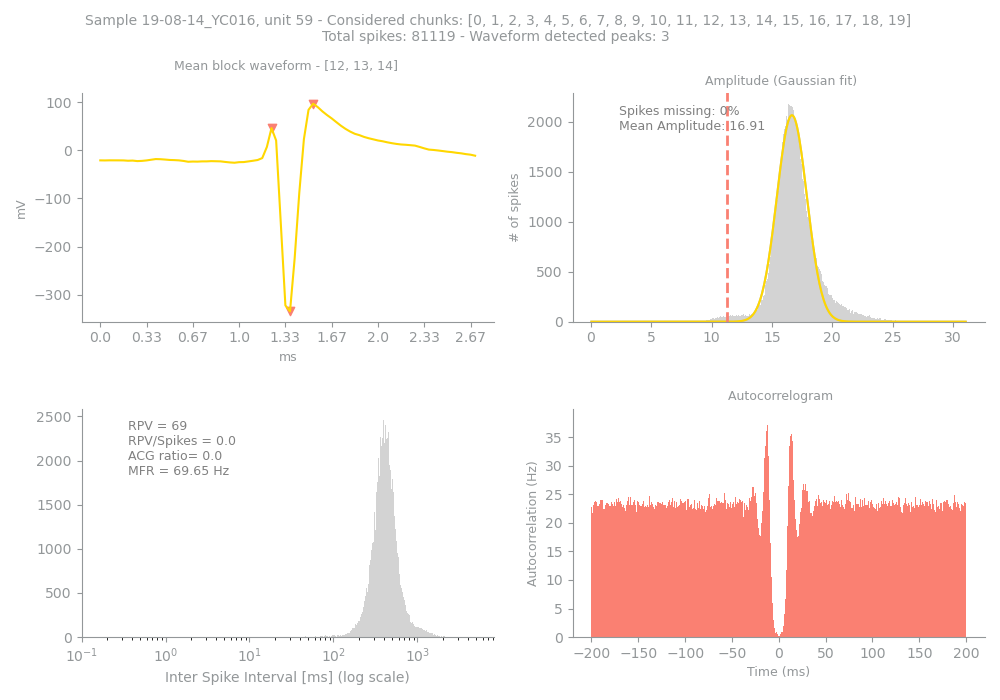 Sample 19-08-14_YC016, unit 59 - Considered chunks: [0, 1, 2, 3, 4, 5, 6, 7, 8, 9, 10, 11, 12, 13, 14, 15, 16, 17, 18, 19]
Total spikes: 81119 - Waveform detected peaks: 3
Mean block waveform - [12, 13, 14]
100
0
−100
−200
−300
mV
0.0 0.33 0.67 1.0 1.33 1.67 2.0 2.33 2.67
ms
Amplitude (Gaussian fit)
Spikes missing: 0%
Mean Amplitude: 16.91
2000
1500
1000
500
0
# of spikes
0 5 10 15 20 25 30
RPV = 69
RPV/Spikes = 0.0
ACG ratio= 0.0
MFR = 69.65 Hz
2500
2000
1500
1000
500
0
10−1 100 101 102 103
Inter Spike Interval [ms] (log scale)
Autocorrelogram
35
30
25
20
15
10
5
0
Autocorrelation (Hz)
−200 −150 −100 −50 0 50 100 150 200
Time (ms)